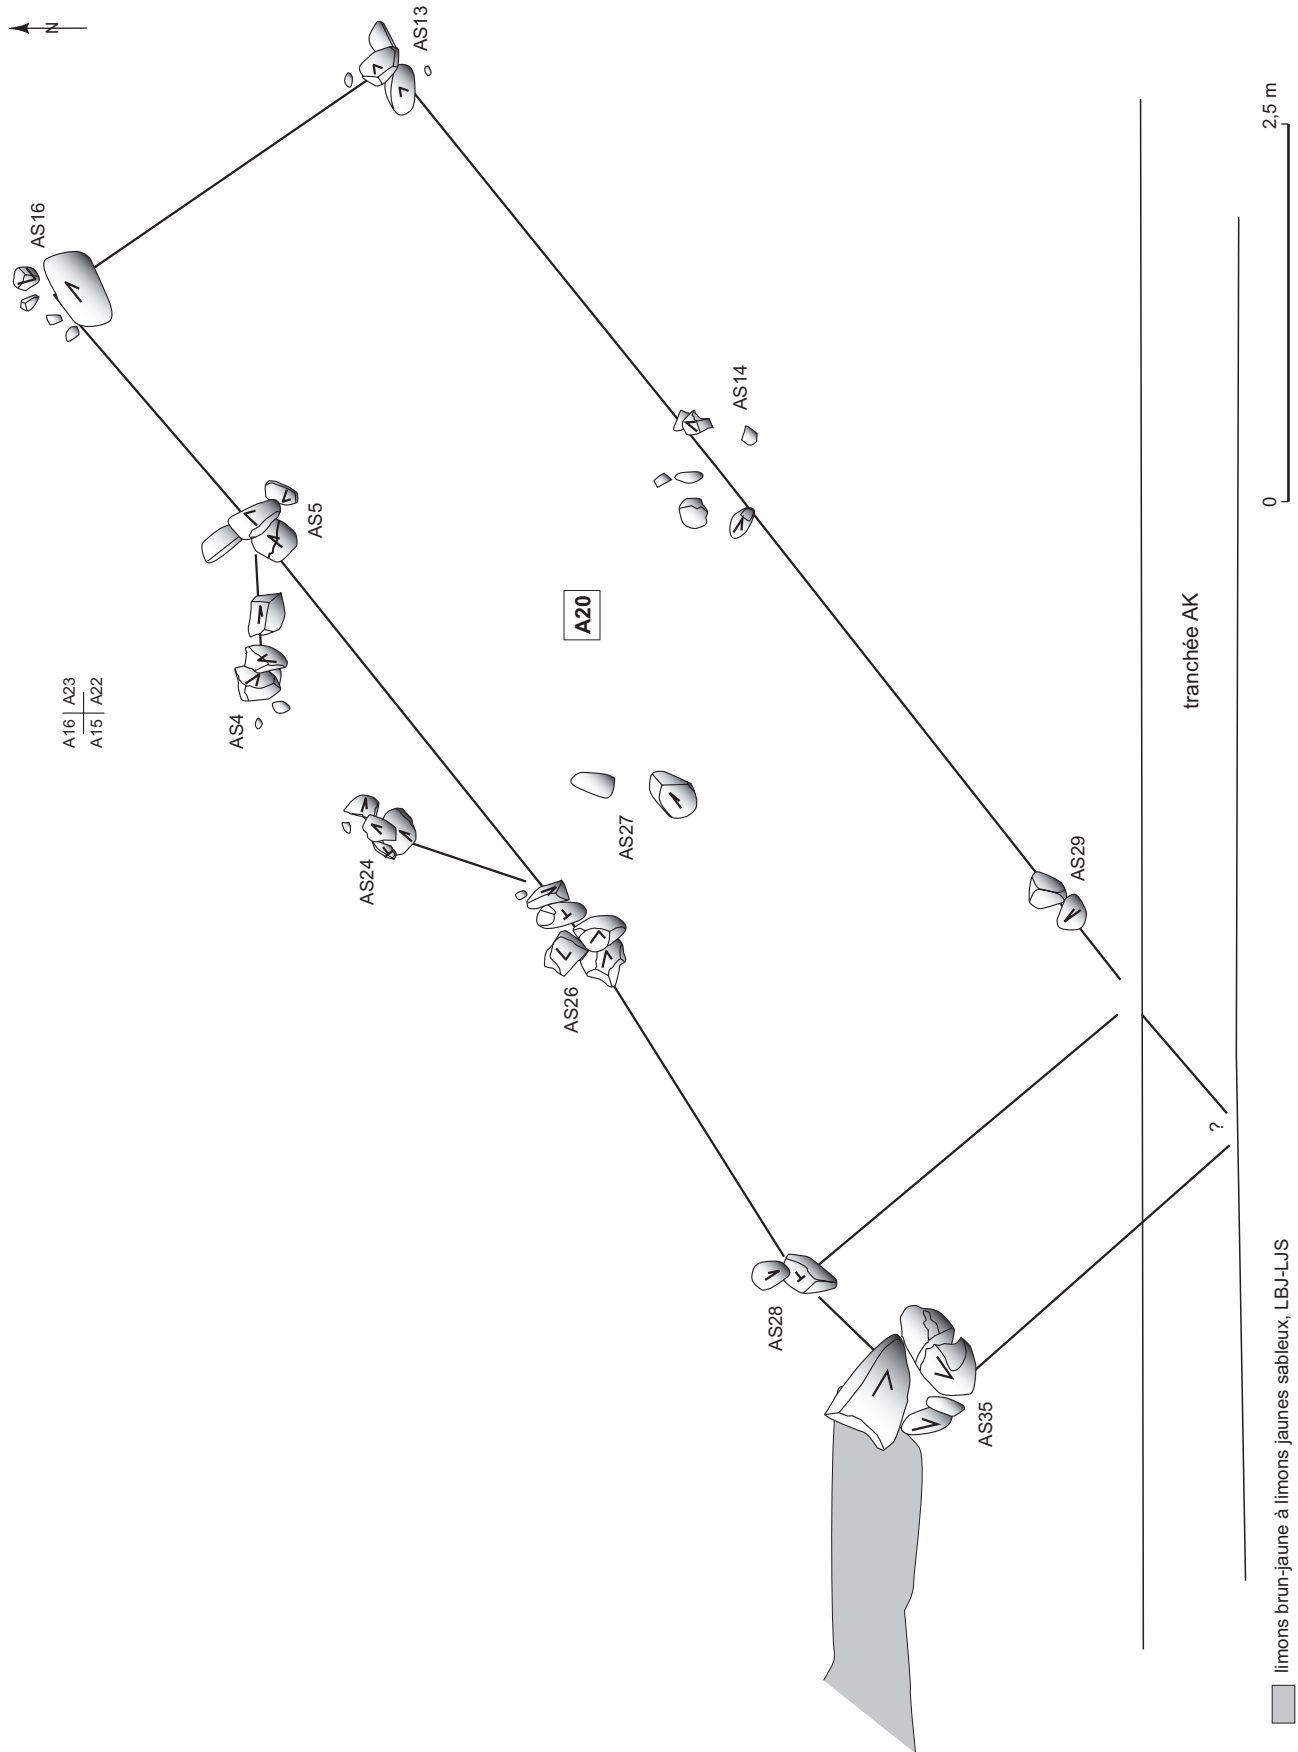 N
AS13
AS16
AS14
AS5
A20
A16 A23
A15 A22
AS4
AS24
AS27
AS26
AS29
AS28
AS35
?
tranchée AK
0 2,5 m
limons brun-jaune à limons jaunes sableux, LBJ-LJS